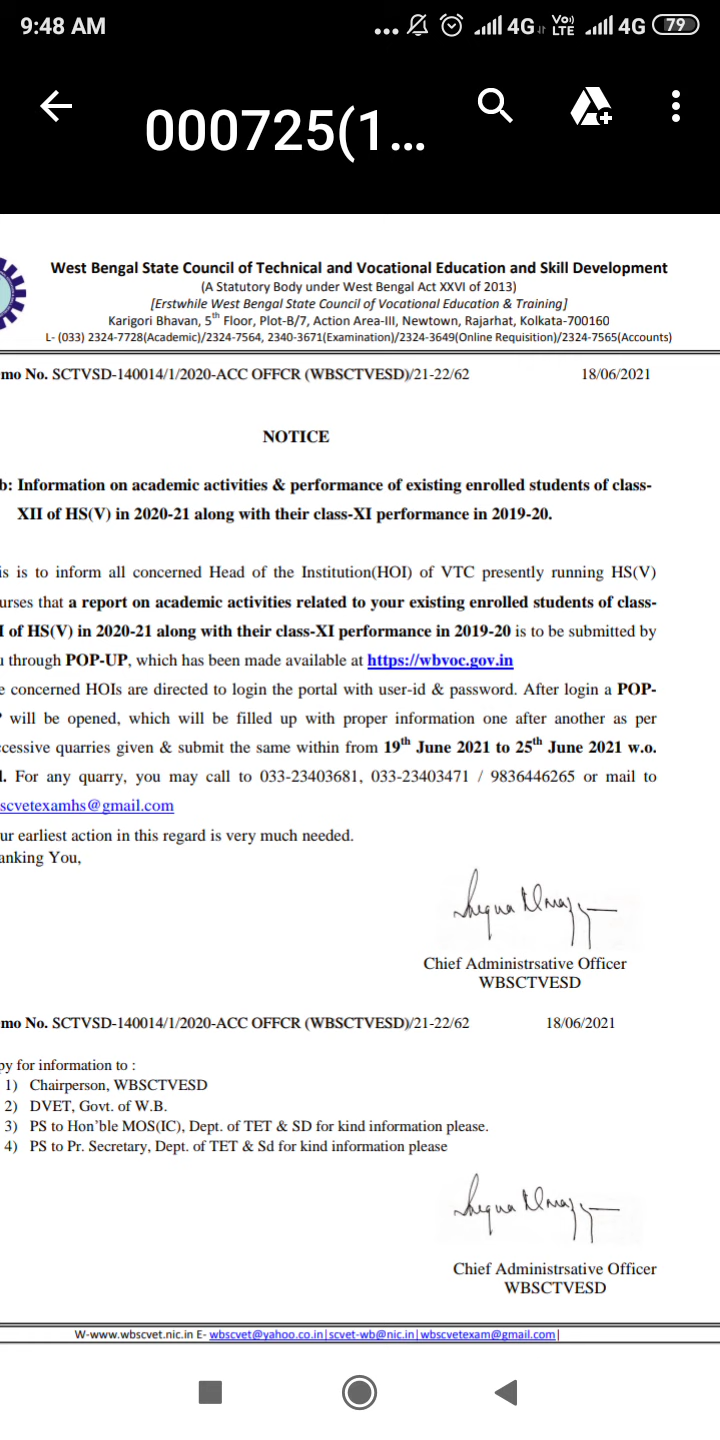 9:48 AM
... 4G Vo)) LTE 4G 79
000725(1...
West Bengal State Council of Technical and Vocational Education and Skill Development
(A Statutory Body under West Bengal Act XXVI of 2013)
[Erstwhile West Bengal State Council of Vocational Education & Training]
Karigori Bhavan, 5th Floor, Plot-B/7, Action Area-III, Newtown, Rajarhat, Kolkata-700160
L- (033) 2324-7728(Academic)/2324-7564, 2340-3671(Examination)/2324-3649(Online Requisition)/2324-7565(Accounts)
mo No. SCTVSD-140014/1/2020-ACC OFFCR (WBSCTVESD)/21-22/62 18/06/2021
NOTICE
b: Information on academic activities & performance of existing enrolled students of class-
XII of HS(V) in 2020-21 along with their class-XI performance in 2019-20.
is is to inform all concerned Head of the Institution(HOI) of VTC presently running HS(V)
urses that a report on academic activities related to your existing enrolled students of class-
I of HS(V) in 2020-21 along with their class-XI performance in 2019-20 is to be submitted by
u through POP-UP, which has been made available at https://wbvoc.gov.in
e concerned HOIs are directed to login the portal with user-id & password. After login a POP-
will be opened, which will be filled up with proper information one after another as per
ccessive quarries given & submit the same within from 19th June 2021 to 25th June 2021 w.o.
l. For any quarry, you may call to 033-23403681, 033-23403471 / 9836446265 or mail to
scvetexamhs@gmail.com
ur earliest action in this regard is very much needed.
anking You,
Chief Administrsative Officer
WBSCTVESD
mo No. SCTVSD-140014/1/2020-ACC OFFCR (WBSCTVESD)/21-22/62 18/06/2021
py for information to :
1) Chairperson, WBSCTVESD
2) DVET, Govt. of W.B.
3) PS to Hon'ble MOS(IC), Dept. of TET & SD for kind information please.
4) PS to Pr. Secretary, Dept. of TET & Sd for kind information please
Chief Administrsative Officer
WBSCTVESD
W-www.wbscvet.nic.in E- wbscvet@yahoo.co.in|scvet-wb@nic.in|wbscvetexam@gmail.com|